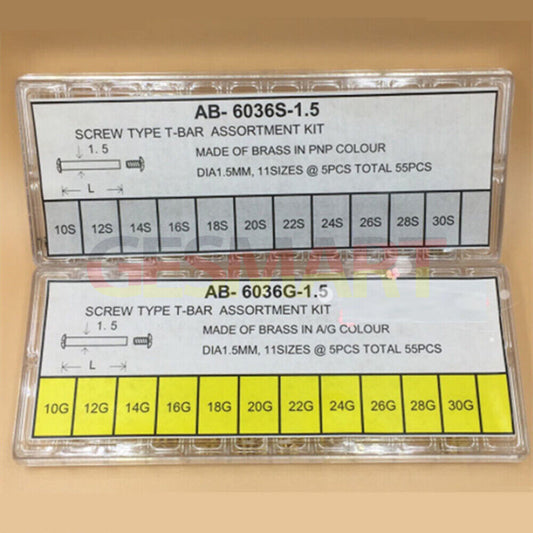 AB- 6036S-1.5
SCREW TYPE T-BAR ASSORTMENT KIT
1.5
MADE OF BRASS IN PNP COLOUR
DIA1.5MM, 11SIZES @ 5PCS TOTAL 55PCS
L
10S 12S 14S 16S 18S 20S 22S 24S 26S 28S 30S
GESMART
AB- 6036G-1.5
SCREW TYPE T-BAR ASSORTMENT KIT
1.5
MADE OF BRASS IN A/G COLOUR
DIA1.5MM, 11SIZES @ 5PCS TOTAL 55PCS
L
10G 12G 14G 16G 18G 20G 22G 24G 26G 28G 30G